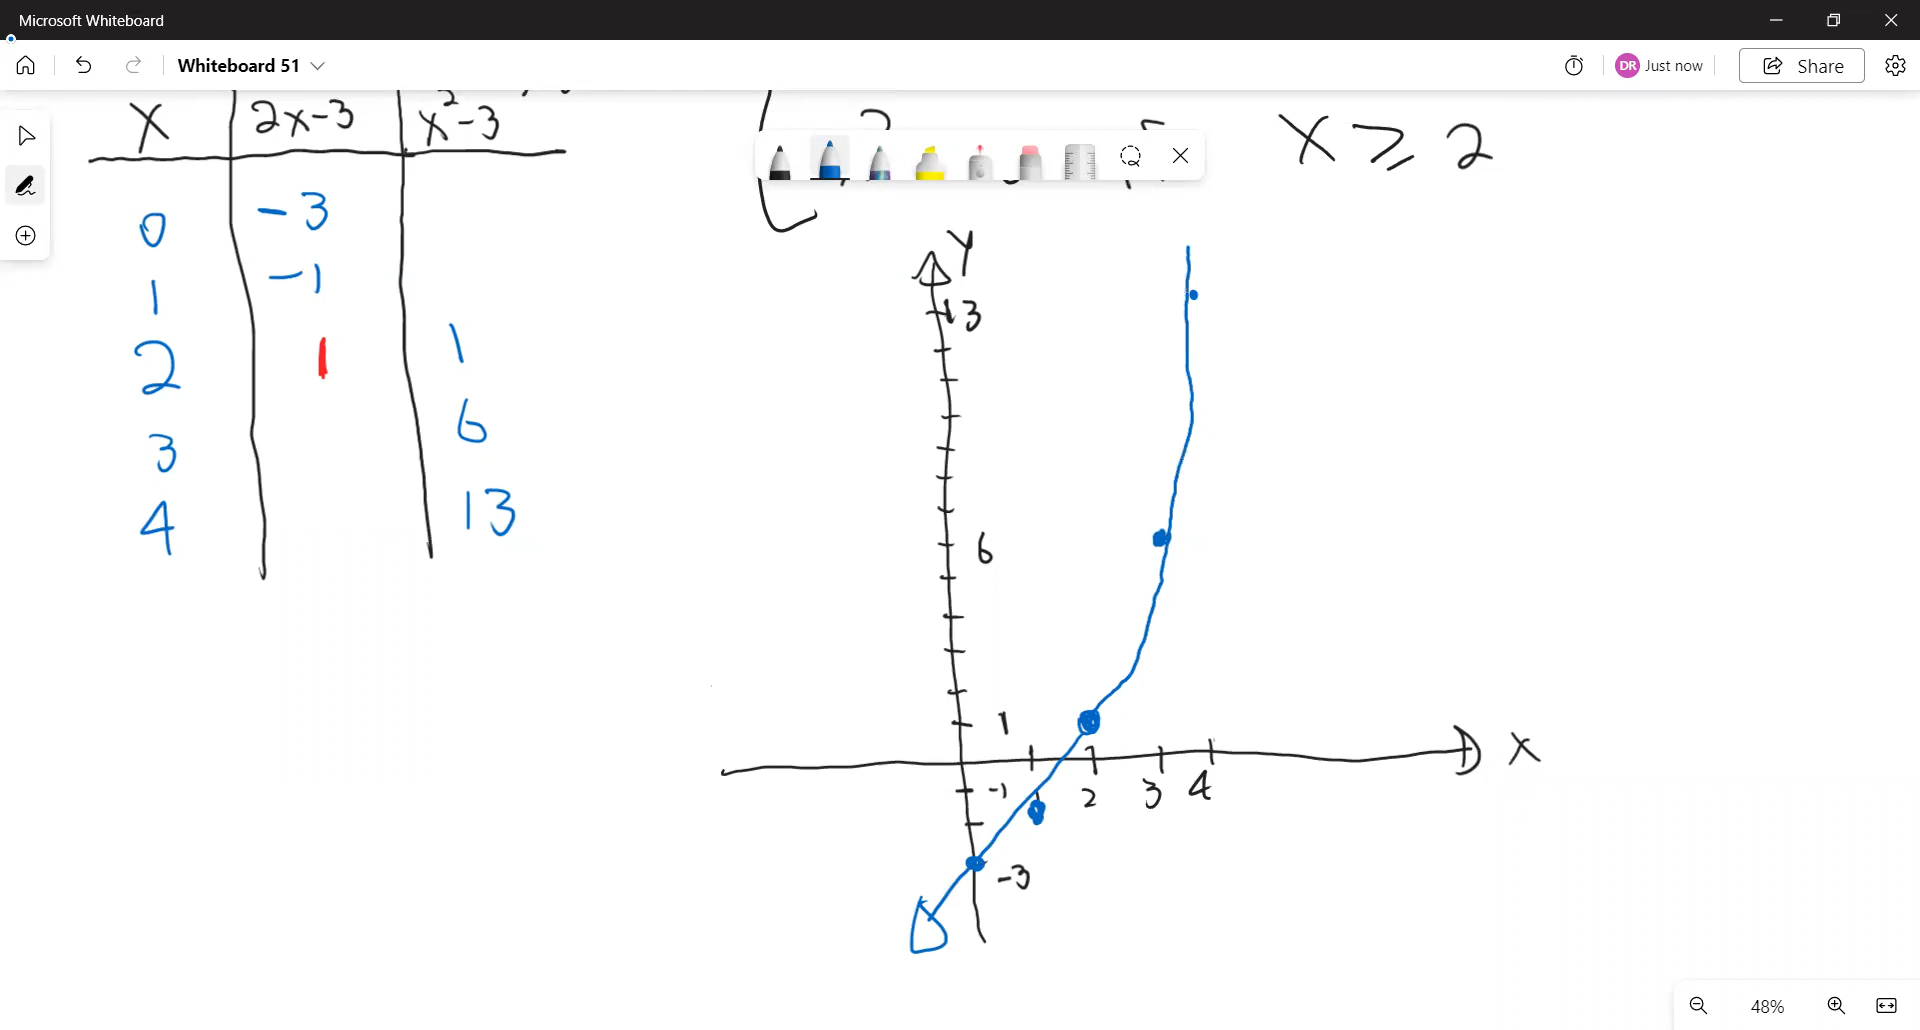 Microsoft Whiteboard
Whiteboard 51
DR Just now
Share
X 2x-3 x²-3
0 -3
1 -1
2 1 1
3 6
4 13
X ≥ 2
Y
13
6
1
-1
-3
2 3 4
X
48%